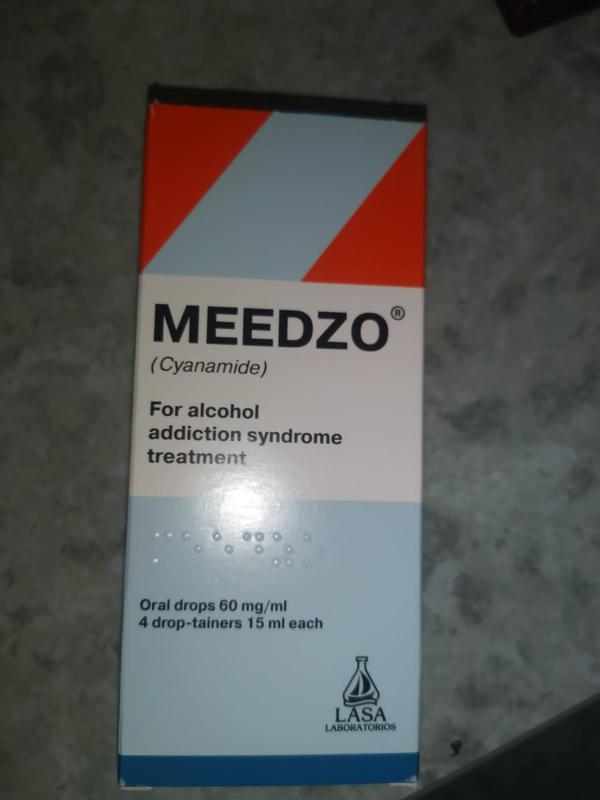 MEEDZO®
(Cyanamide)
For alcohol
addiction syndrome
treatment
Oral drops 60 mg/ml
4 drop-tainers 15 ml each
LASA
LABORATORIOS